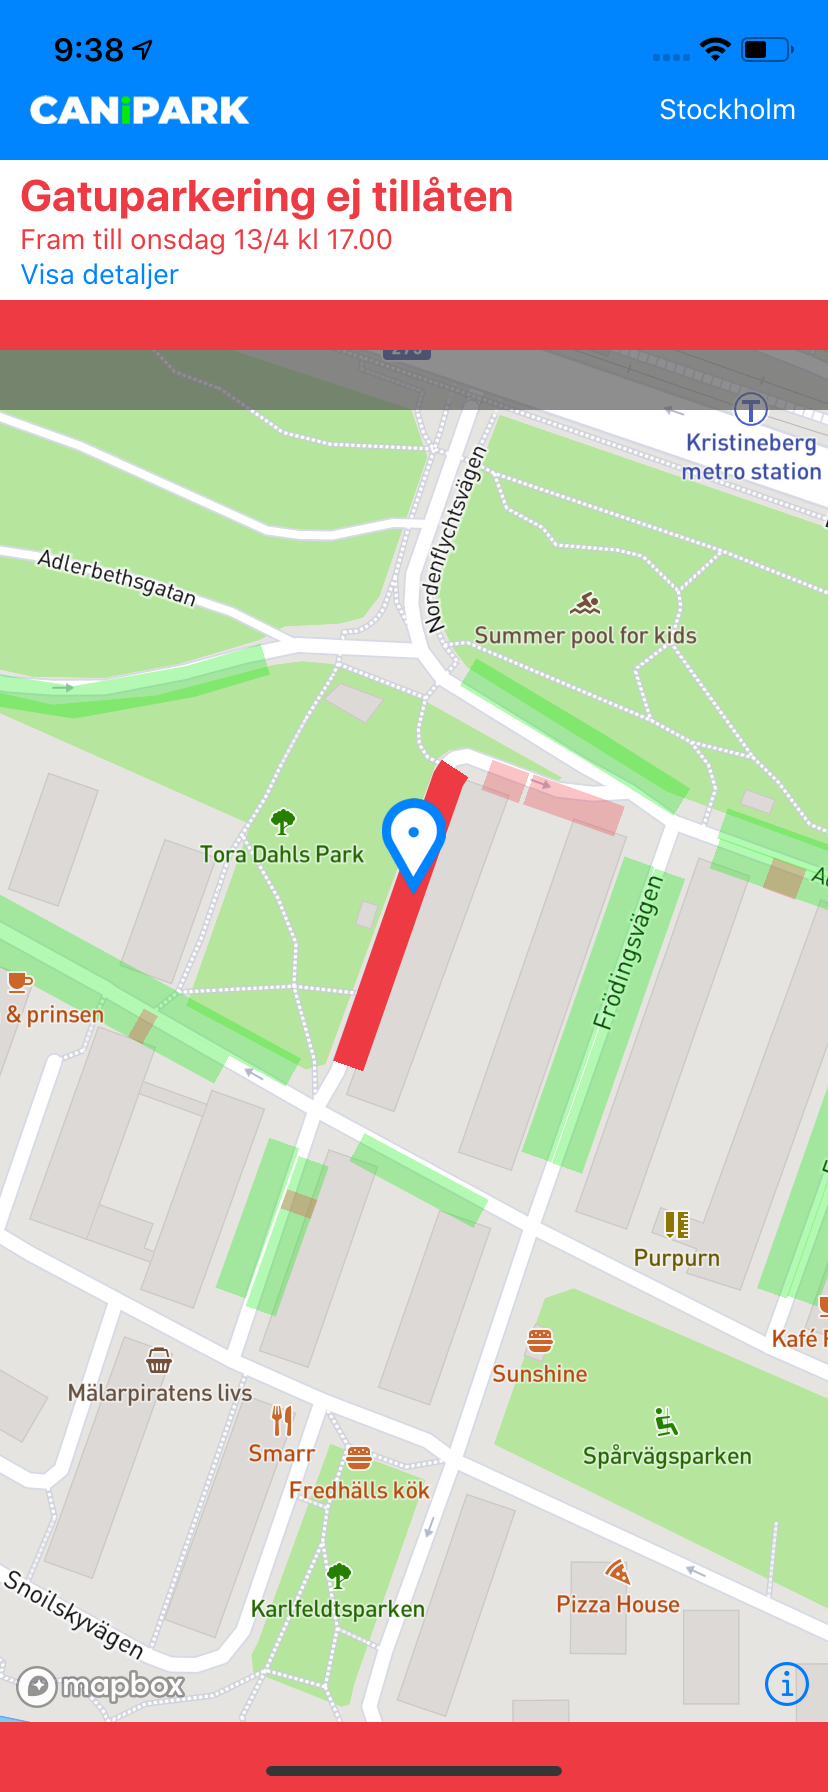 9:38
CANiPARK
Stockholm
Gatuparkering ej tillåten
Fram till onsdag 13/4 kl 17.00
Visa detaljer
Kristineberg
metro station
Nordenflychtsvägen
Adlerbethsgatan
Summer pool for kids
Tora Dahls Park
Frödingsvägen
& prinsen
Purpurn
Kafé
Sunshine
Mälarpiratens livs
Smarr
Spårvägsparken
Fredhälls kök
Snoilskyvägen
Karlfeldtsparken
Pizza House
mapbox